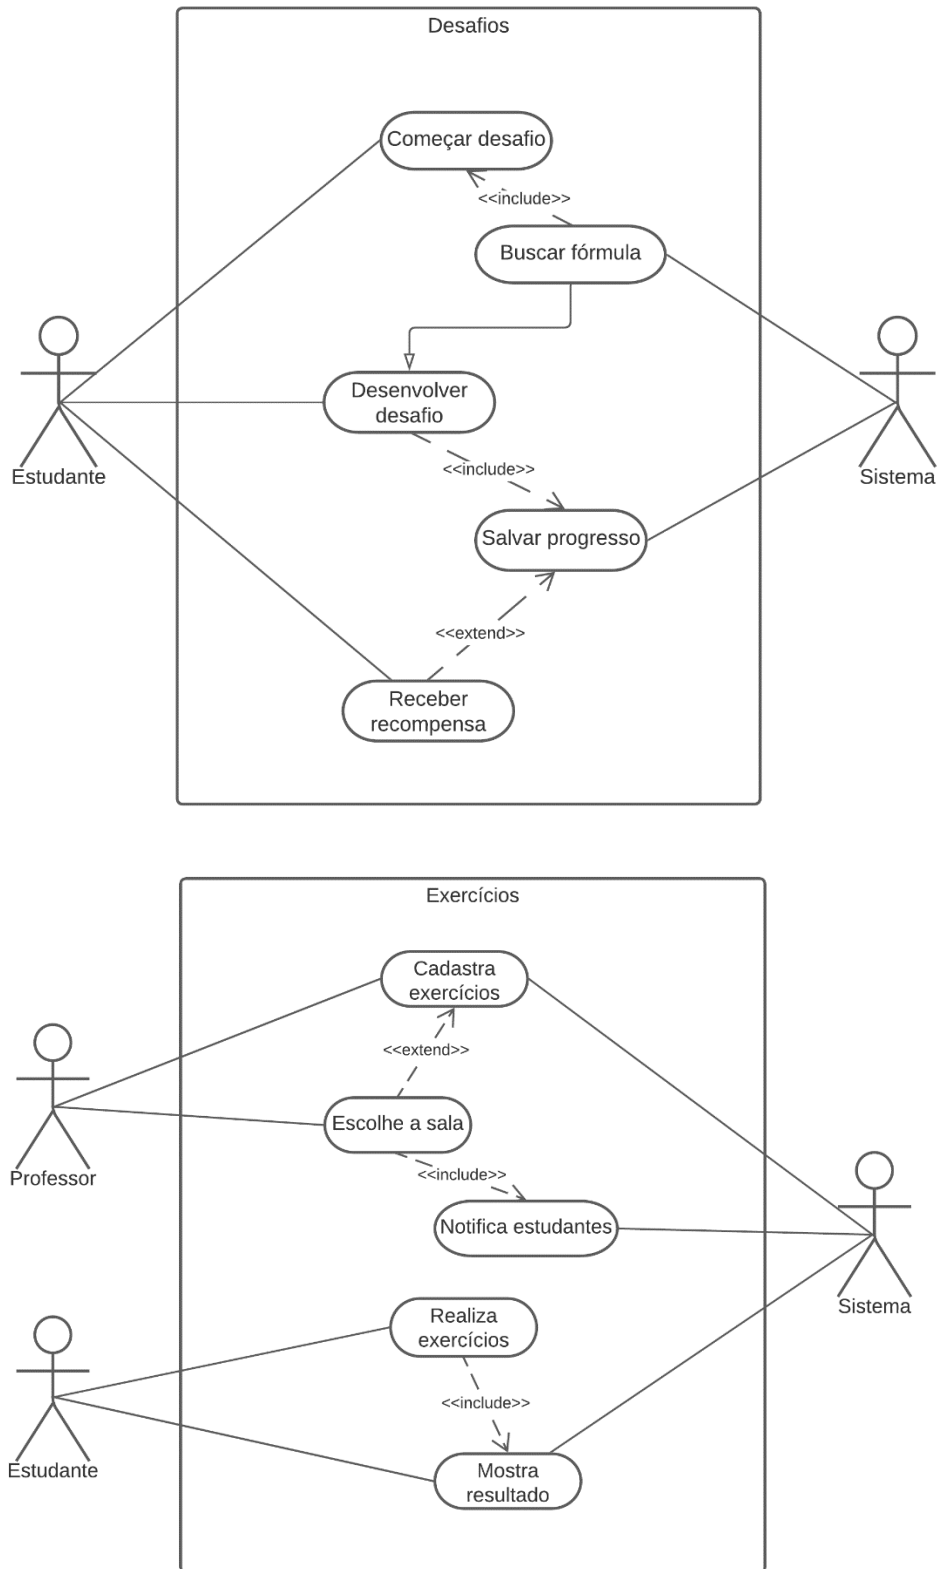 Desafios
Começar desafio
<<include>>
Buscar fórmula
Desenvolver
desafio
<<include>>
Estudante
Sistema
Salvar progresso
<<extend>>
Receber
recompensa
Exercícios
Cadastra
exercícios
<<extend>>
Escolhe a sala
Professor
<<include>>
Notifica estudantes
Sistema
Realiza
exercícios
<<include>>
Estudante
Mostra
resultado